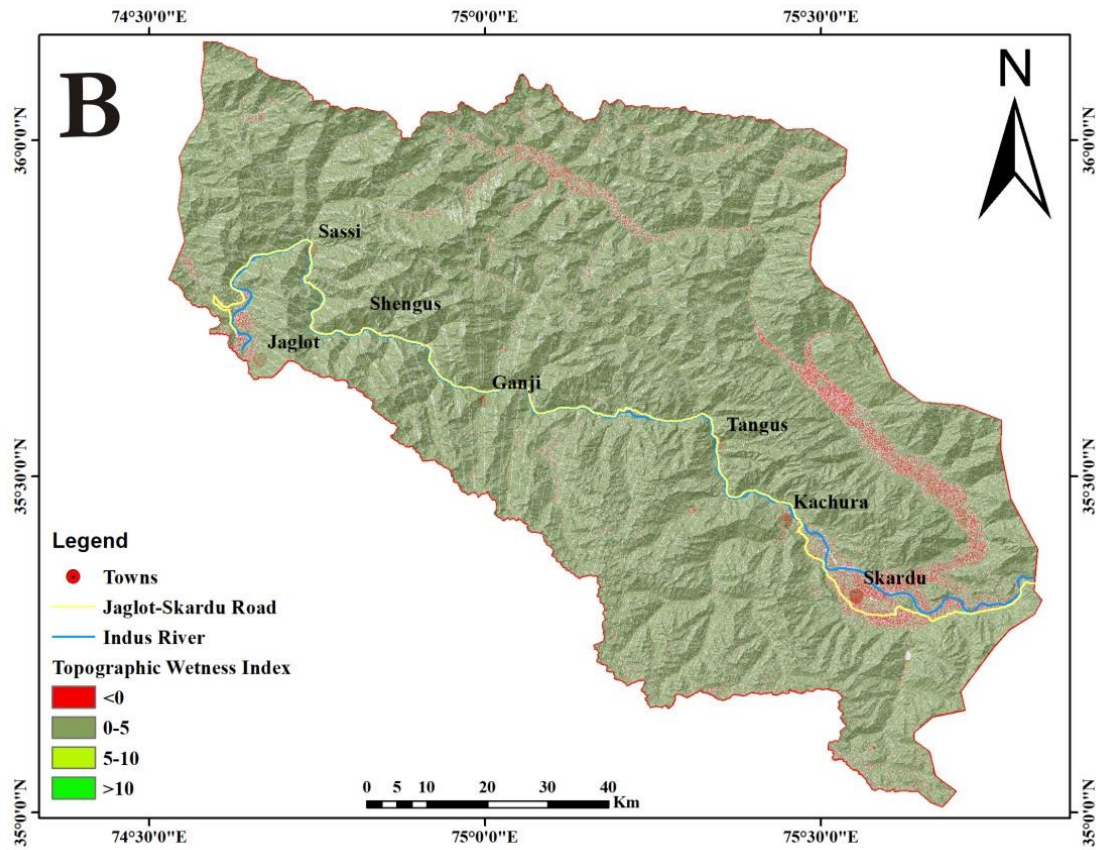 74°30'0"E 75°0'0"E 75°30'0"E
B
N
36°0'0"N 36°0'0"N
Sassi
Shengus
Jaglot
Ganji
Tangus
35°30'0"N 35°30'0"N
Kachura
Skardu
Legend
Towns
Jaglot-Skardu Road
Indus River
Topographic Wetness Index
<0
0-5
5-10
>10
0 5 10 20 30 40
Km
35°0'0"N 35°0'0"N
74°30'0"E 75°0'0"E 75°30'0"E